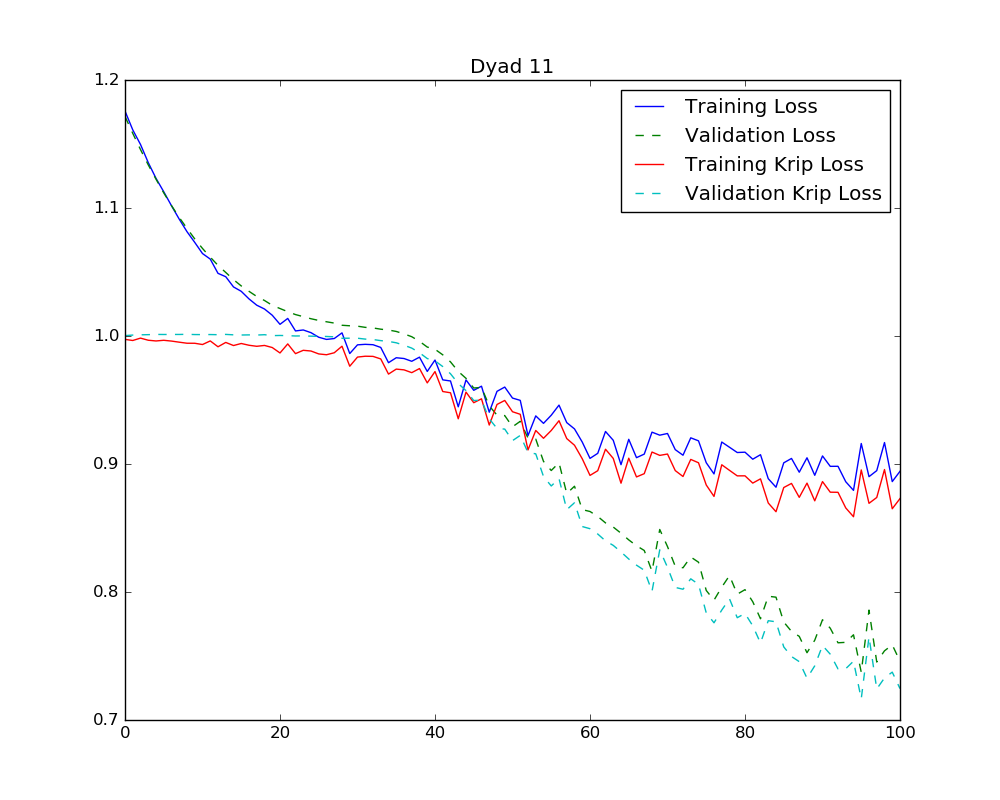 Dyad 11
1.2
1.1
1.0
0.9
0.8
0.7
Training Loss
Validation Loss
Training Krip Loss
Validation Krip Loss
0 20 40 60 80 100